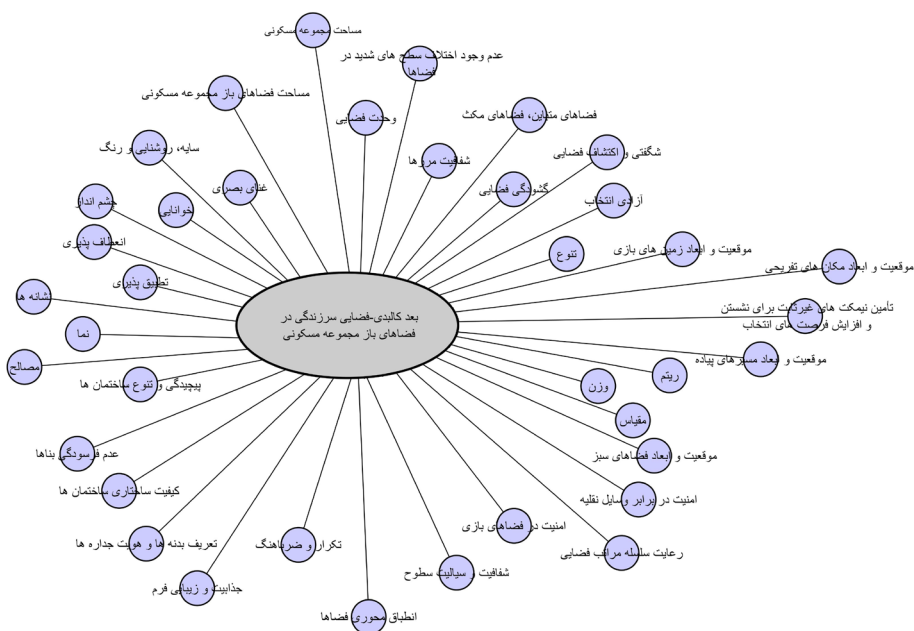 مساحت مجموعه مسکونی
عدم وجود اختلاف سطح های شدید در
فضاها
مساحت فضاهای باز مجموعه مسکونی
وحدت فضایی
فضاهای متباین، فضاهای مکث
سایه، روشنایی و رنگ
شفافیت مرزها
شگفتی و اکتشاف فضایی
غنای بصری
گشودگی فضایی
چشم انداز
خوانایی
آزادی انتخاب
انعطاف پذیری
تنوع
موقعیت و ابعاد زمین های بازی
موقعیت و ابعاد مکان های تفریحی
تطبیق پذیری
نشانه ها
تأمین نیمکت های غیرثابت برای نشستن
و افزایش فرصت های انتخاب
بعد کالبدی-فضایی سرزندگی در
فضاهای باز مجموعه مسکونی
نما
موقعیت و ابعاد مسیرهای پیاده
مصالح
ریتم
وزن
پیچیدگی و تنوع ساختمان ها
مقیاس
موقعیت و ابعاد فضاهای سبز
عدم فرسودگی بناها
کیفیت ساختاری ساختمان ها
امنیت در برابر وسایل نقلیه
امنیت در فضاهای بازی
تعریف بدنه ها و هویت جداره ها
تکرار و ضرباهنگ
رعایت سلسله مراتب فضایی
شفافیت و سیالیت سطوح
جذابیت و زیبایی فرم
انطباق محوری فضاها